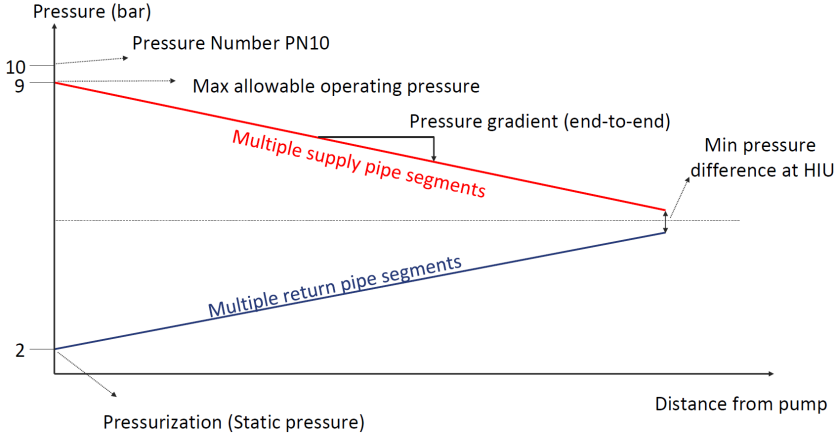 Pressure (bar)
Pressure Number PN10
10
9
Max allowable operating pressure
Pressure gradient (end-to-end)
Multiple supply pipe segments
Min pressure
difference at HIU
Multiple return pipe segments
2
Distance from pump
Pressurization (Static pressure)